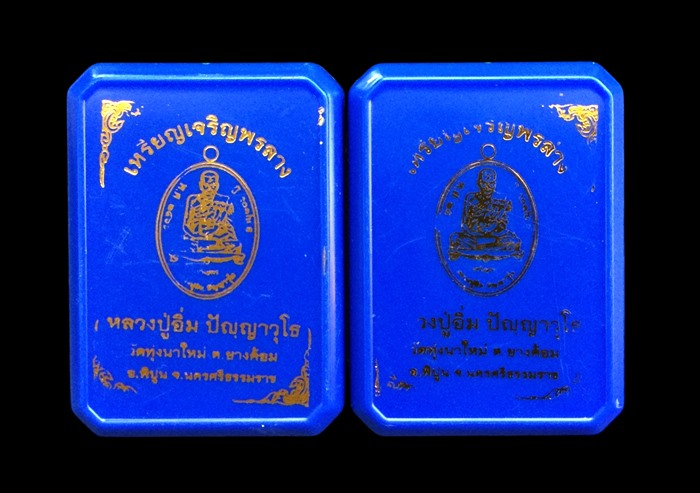 เหรียญเจริญพรล่าง
หลวงปู่อิ่ม ปัญญาวุโธ
วัดทุ่งนาใหม่ ต.ยางค้อม
อ.พิปูน จ.นครศรีธรรมราช
เหรียญเจริญพรล่าง
วงปู่อิ่ม ปัญญาวุโธ
วัดทุ่งนาใหม่ ต.ยางค้อม
อ.พิปูน จ.นครศรีธรรมราช